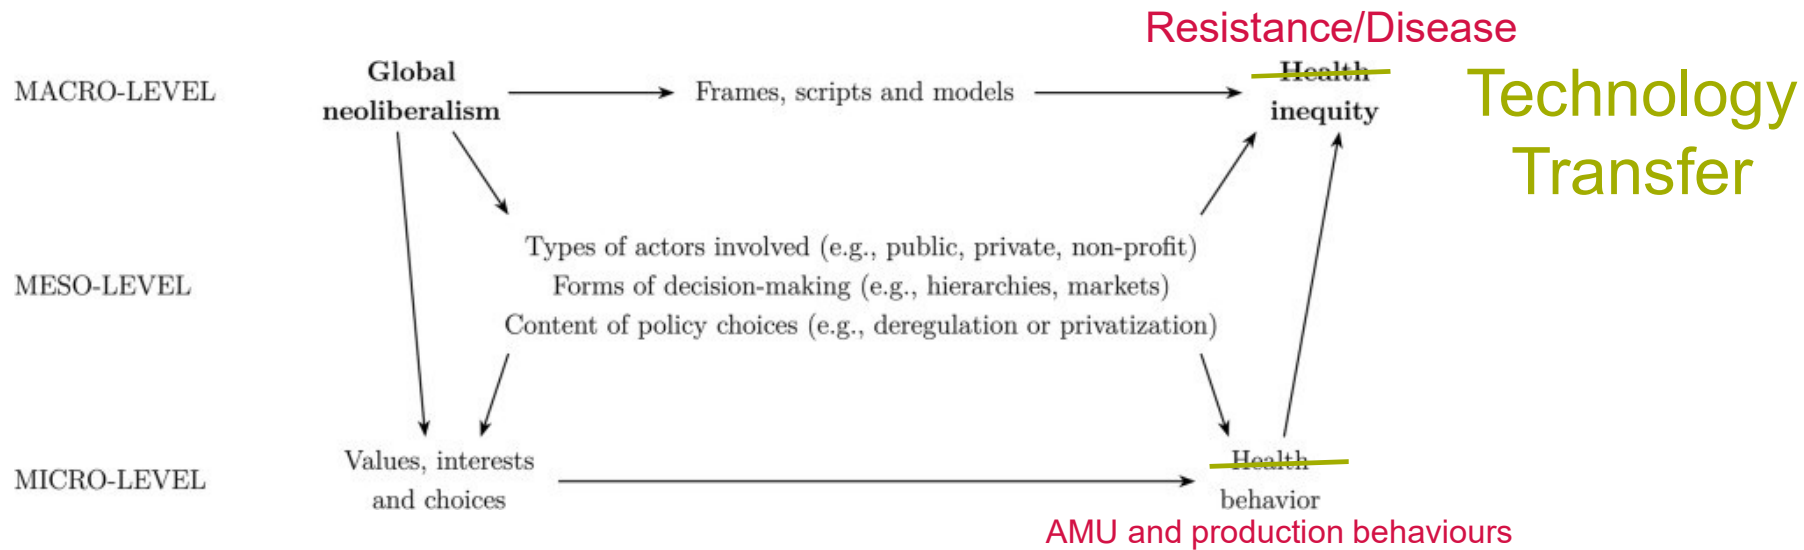 Resistance/Disease
MACRO-LEVEL
Global
neoliberalism
Frames, scripts and models
Health
inequity
Technology
Transfer
MESO-LEVEL
Types of actors involved (e.g., public, private, non-profit)
Forms of decision-making (e.g., hierarchies, markets)
Content of policy choices (e.g., deregulation or privatization)
MICRO-LEVEL
Values, interests
and choices
Health
behavior
AMU and production behaviours